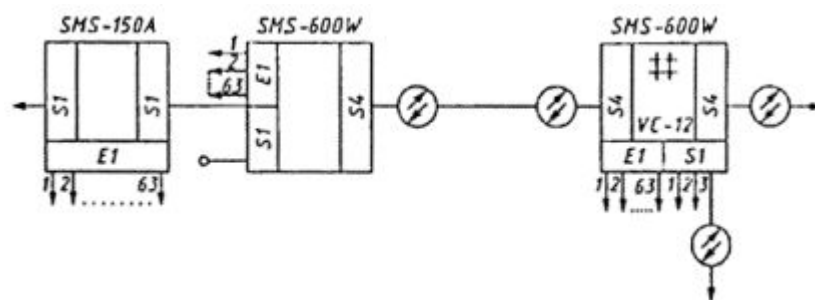 SMS-150A
SMS-600W
SMS-600W
S1
S1
E1
1 2 63
1
2
63
E1
S1
S4
S4
VC-12
S4
E1 S1
1 2 63 1 2 3